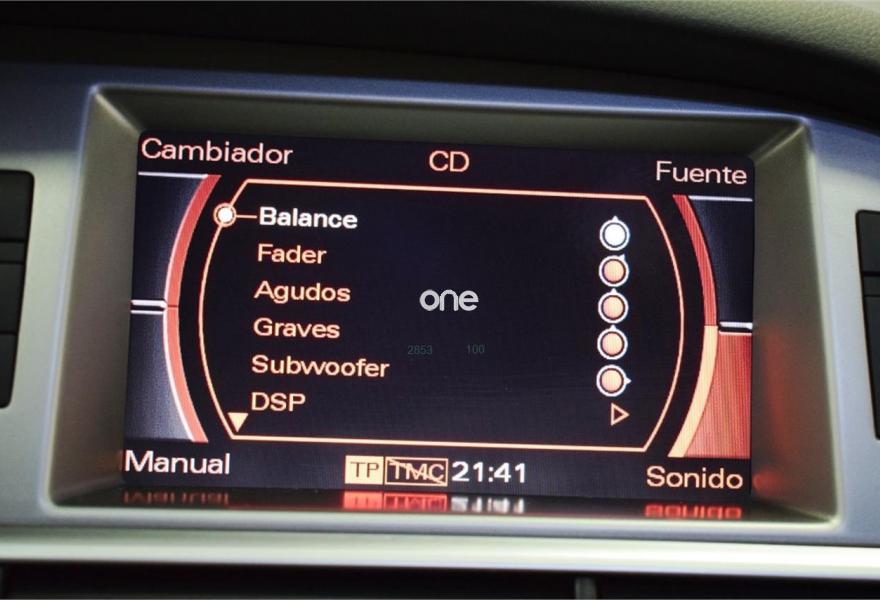 Cambiador CD Fuente
Balance
Fader
Agudos
one
Graves
2853 100
Subwoofer
DSP
Manual TP TMC 21:41 Sonido